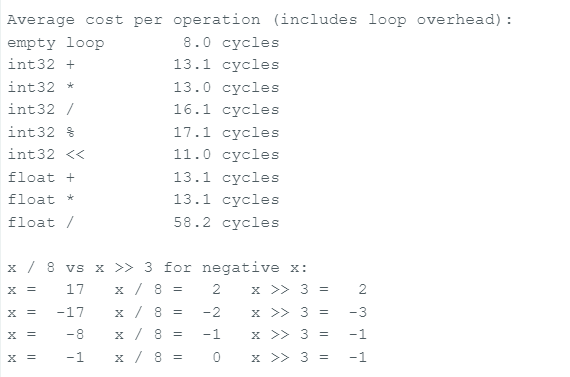 Average cost per operation (includes loop overhead):
empty loop        8.0 cycles
int32 +          13.1 cycles
int32 *          13.0 cycles
int32 /          16.1 cycles
int32 %          17.1 cycles
int32 <<         11.0 cycles
float +          13.1 cycles
float *          13.1 cycles
float /          58.2 cycles

x / 8 vs x >> 3 for negative x:
x =   17   x / 8 =   2   x >> 3 =   2
x =  -17   x / 8 =  -2   x >> 3 =  -3
x =   -8   x / 8 =  -1   x >> 3 =  -1
x =   -1   x / 8 =   0   x >> 3 =  -1